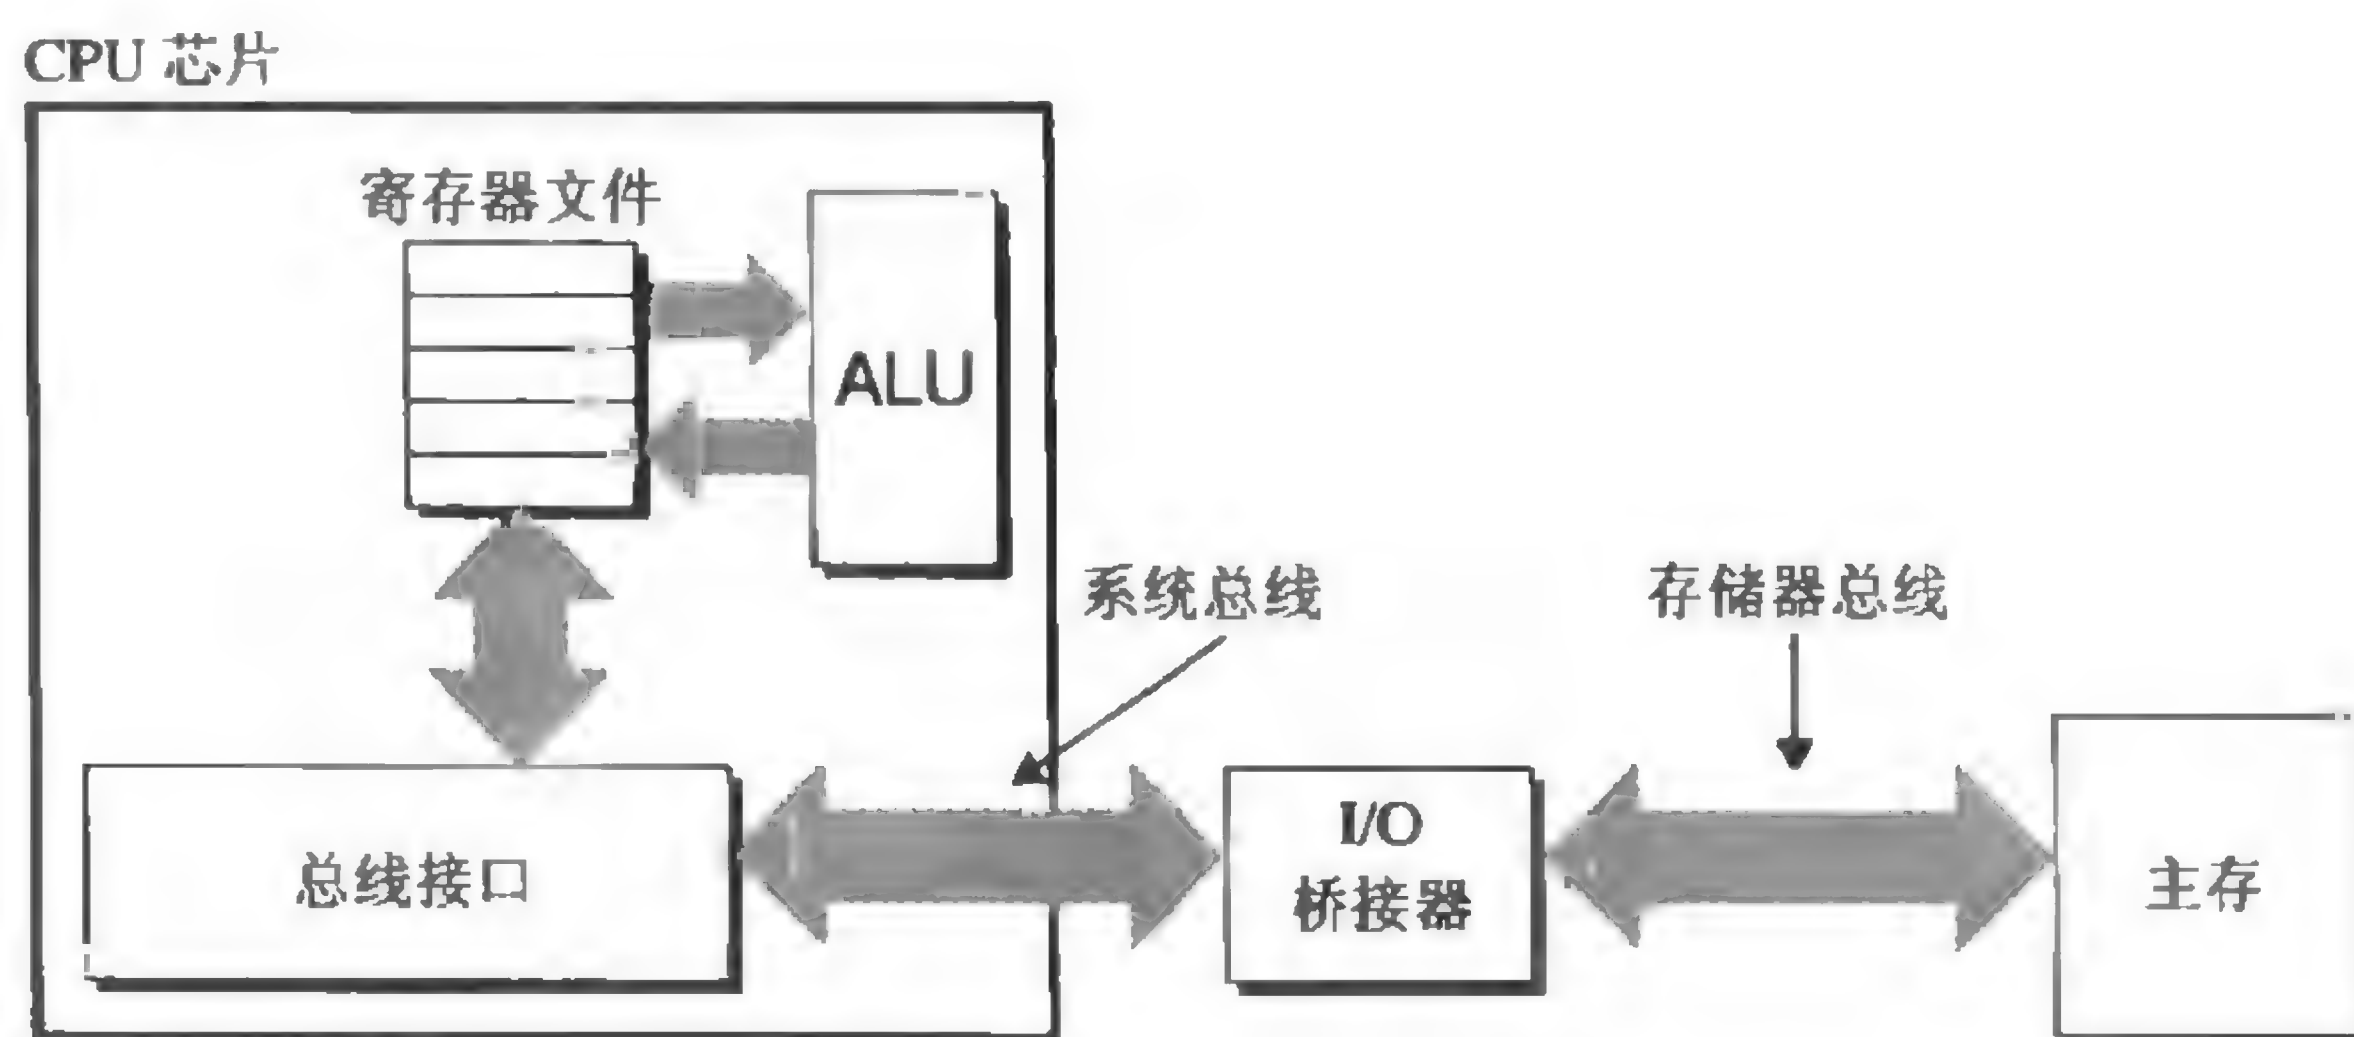 CPU 芯片
寄存器文件
ALU
系统总线
存储器总线
总线接口
I/O
桥接器
主存